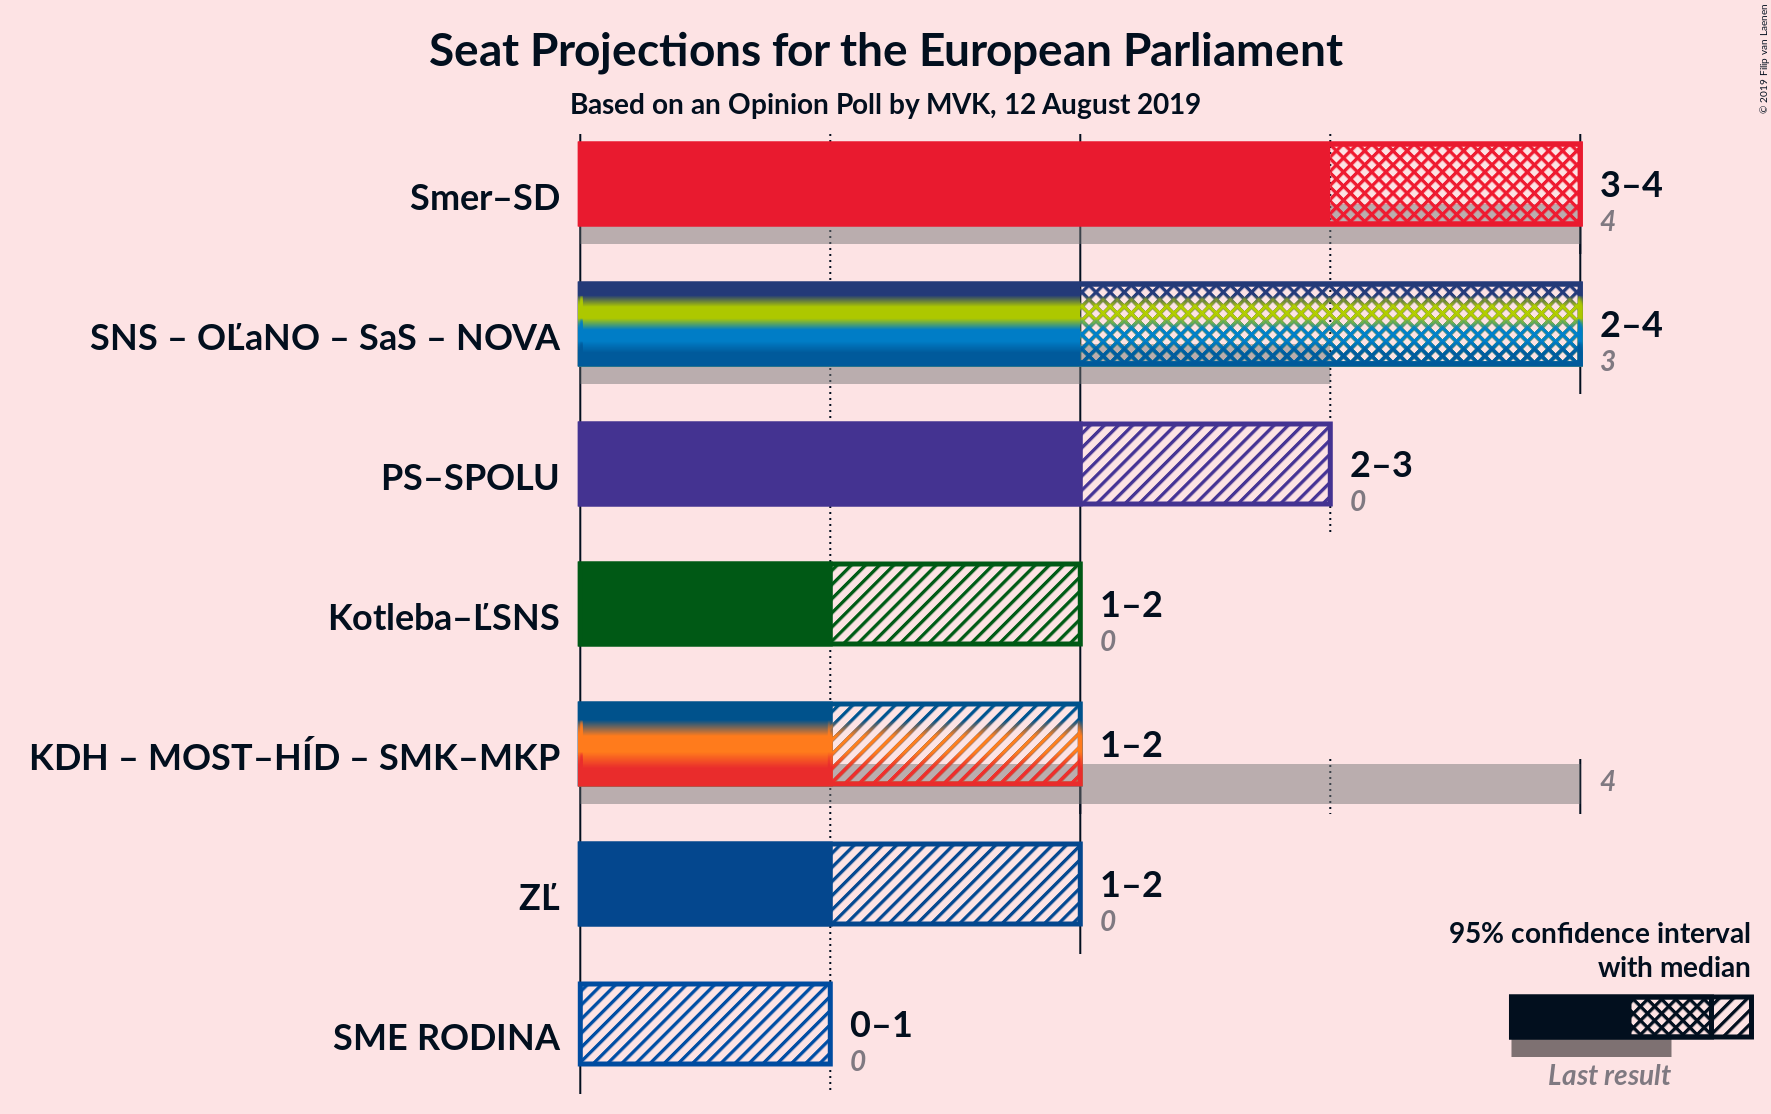 Seat Projections for the European Parliament
Based on an Opinion Poll by MVK, 12 August 2019
© 2019 Filip van Laenen
Smer–SD
3–4
4
SNS – OĽaNO – SaS – NOVA
2–4
3
PS–SPOLU
2–3
0
Kotleba–ĽSNS
1–2
0
KDH – MOST–HÍD – SMK–MKP
1–2
4
ZĽ
1–2
0
SME RODINA
0–1
0
95% confidence interval
with median
Last result